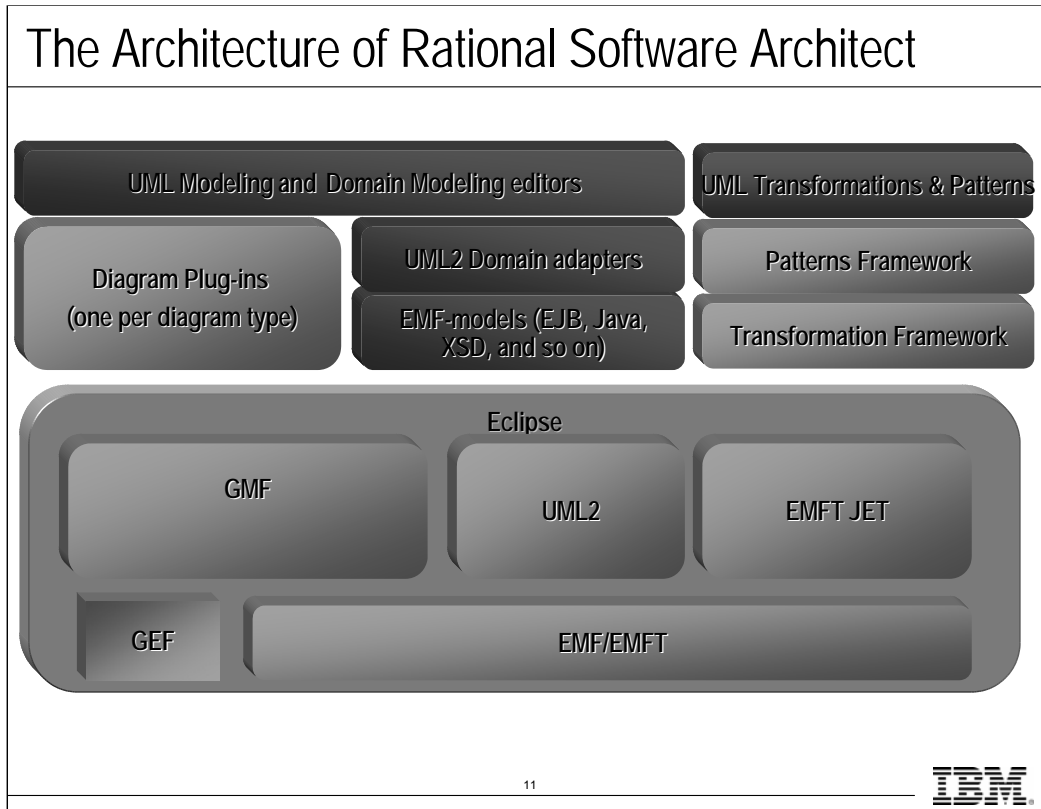 The Architecture of Rational Software Architect
UML Modeling and Domain Modeling editors
UML Transformations & Patterns
Diagram Plug-ins
(one per diagram type)
UML2 Domain adapters
EMF-models (EJB, Java,
XSD, and so on)
Patterns Framework
Transformation Framework
Eclipse
GMF
UML2
EMFT JET
GEF
EMF/EMFT
11
IBM®